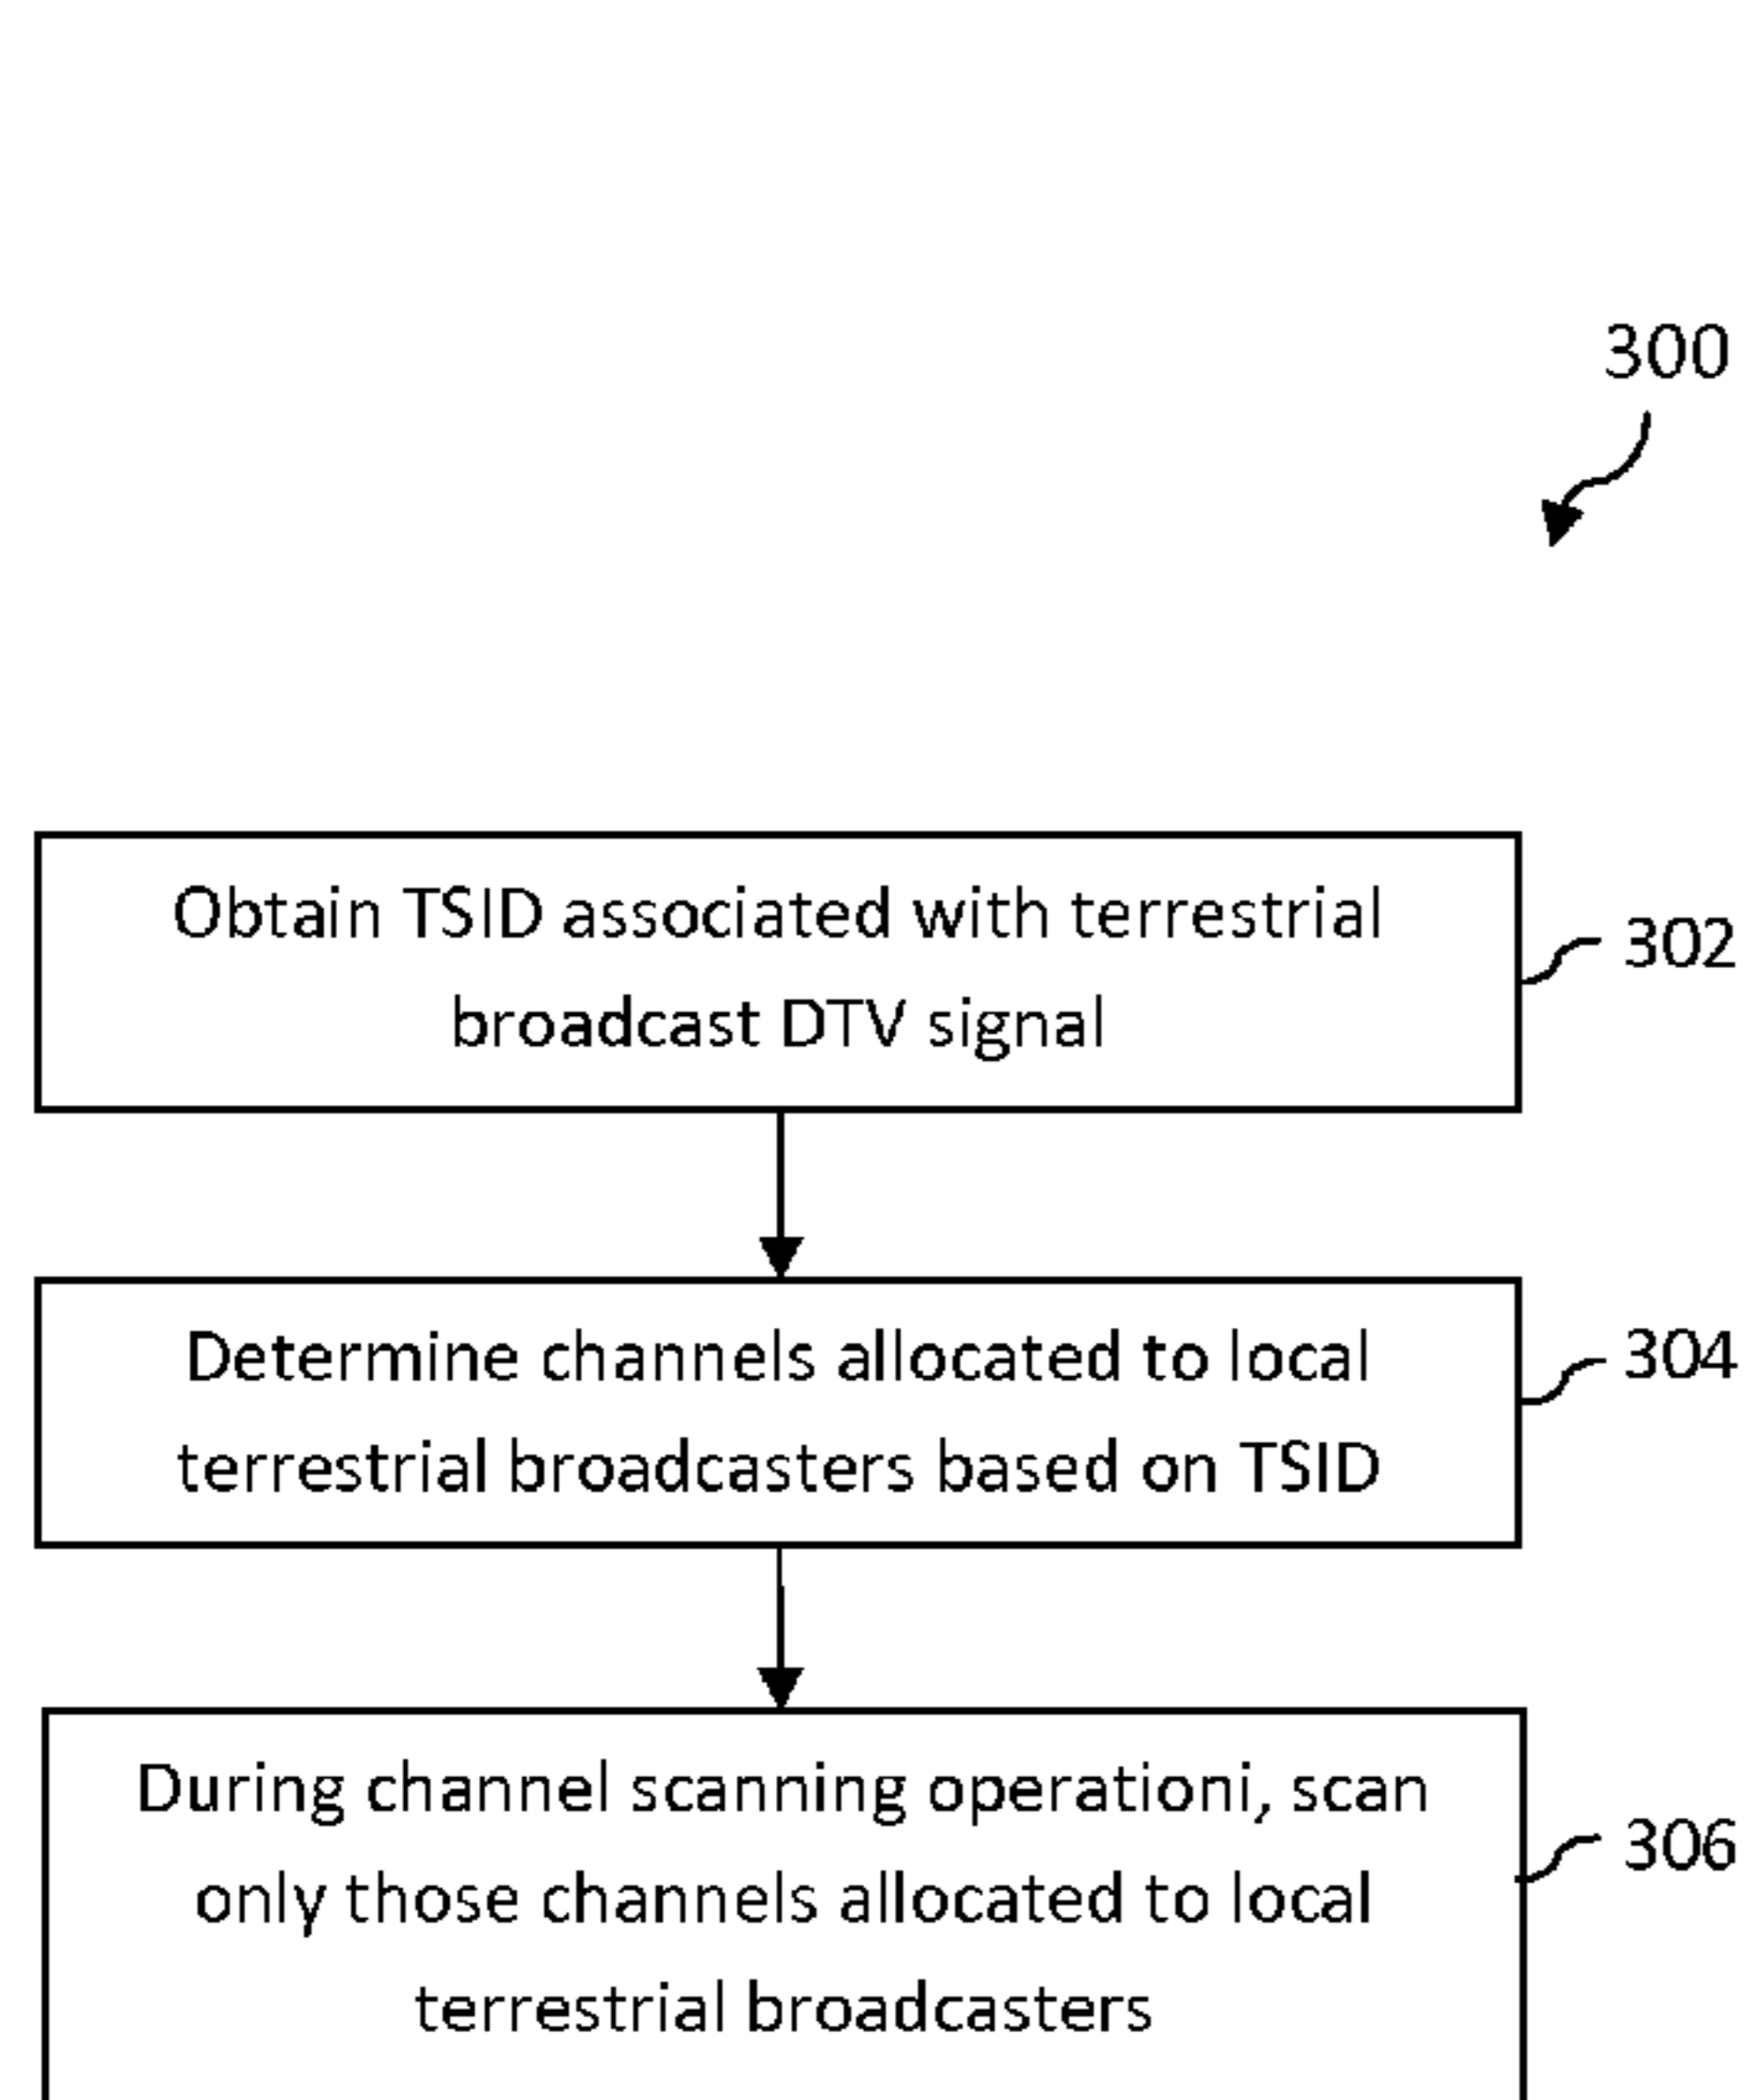 300
Obtain TSID associated with terrestrial
broadcast DTV signal
302
Determine channels allocated to local
terrestrial broadcasters based on TSID
304
During channel scanning operationi, scan
only those channels allocated to local
terrestrial broadcasters
306